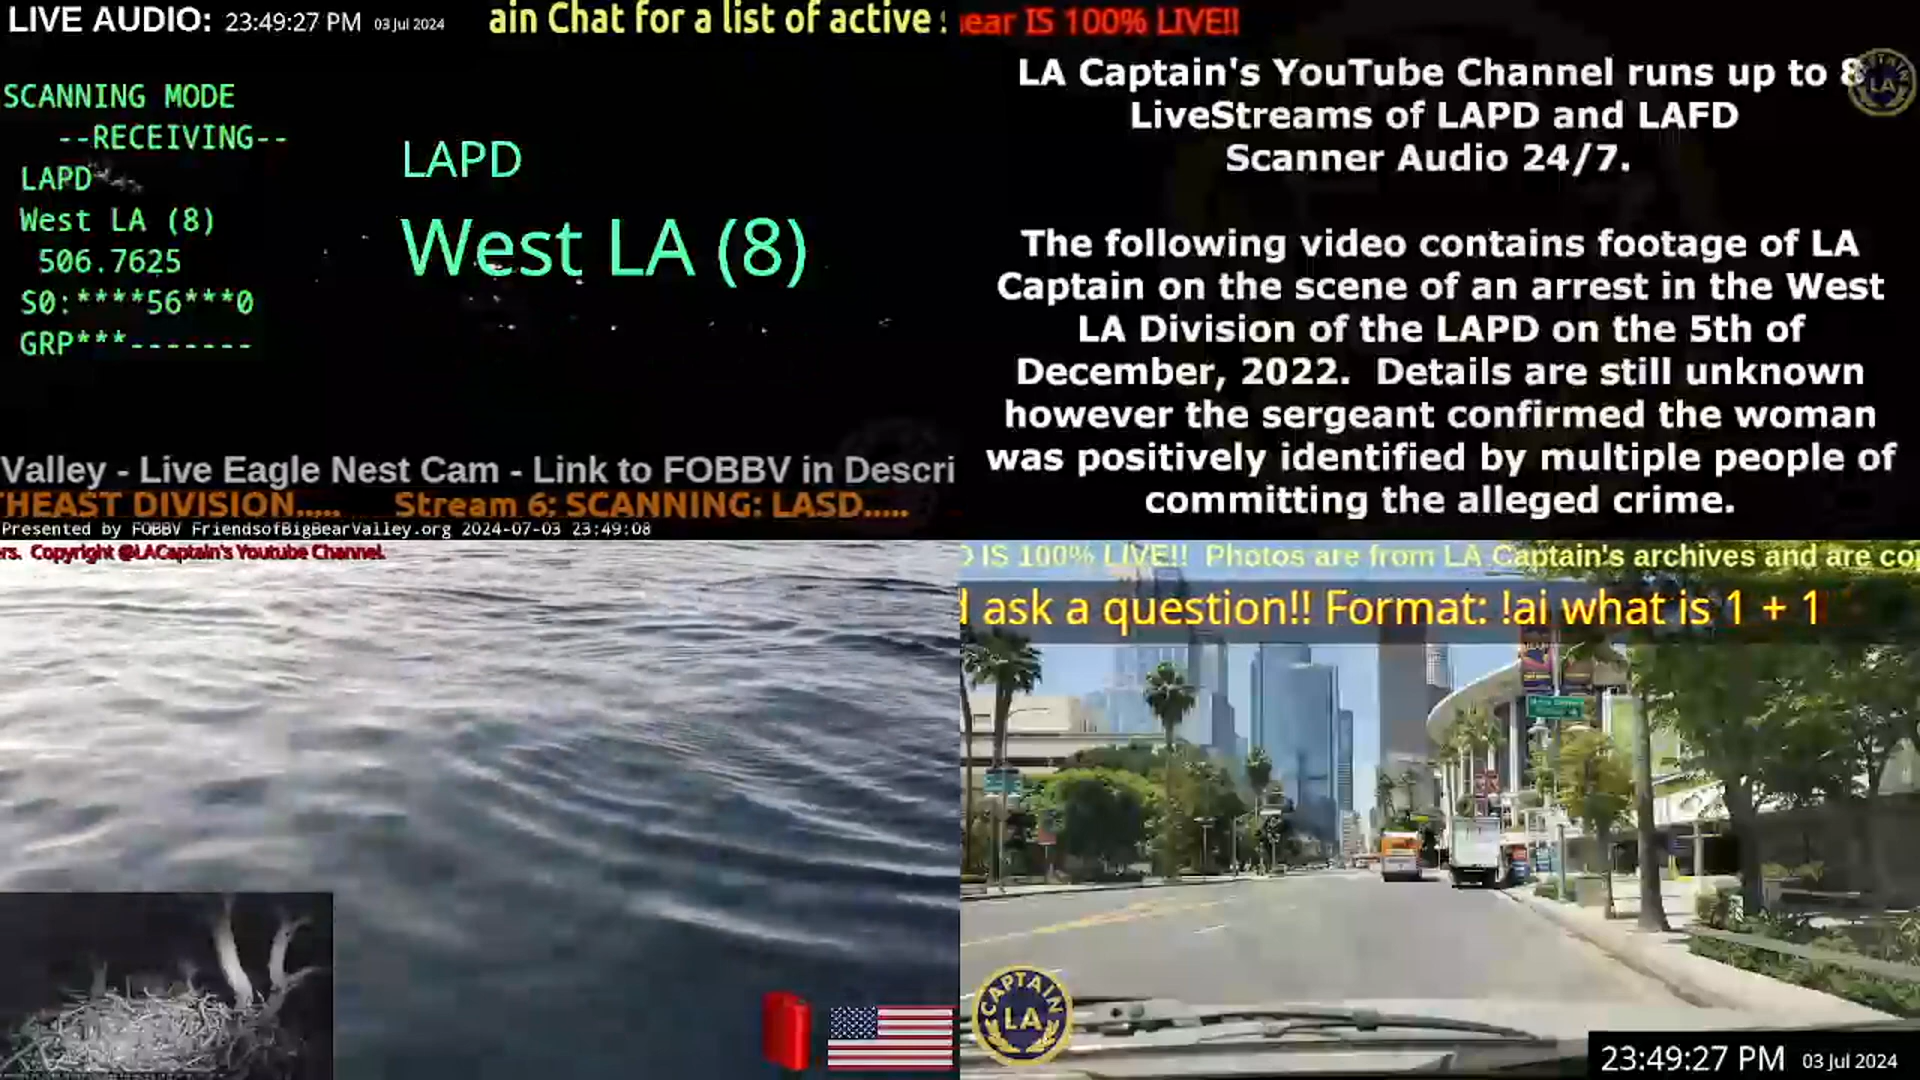 LIVE AUDIO: 23:49:27 PM 03 Jul 2024
ain Chat for a list of active
SCANNING MODE
--RECEIVING--
LAPD
West LA (8)
506.7625
S0:****56***0
GRP***-------
LAPD
West LA (8)
Valley - Live Eagle Nest Cam - Link to FOBBV in Descri
THEAST DIVISION..... Stream 6: SCANNING: LASD.....
Presented by FOBBV FriendsofBigBearValley.org 2024-07-03 23:49:08
ear IS 100% LIVE!!
LA Captain's YouTube Channel runs up to 8
LiveStreams of LAPD and LAFD
Scanner Audio 24/7.
The following video contains footage of LA
Captain on the scene of an arrest in the West
LA Division of the LAPD on the 5th of
December, 2022. Details are still unknown
however the sergeant confirmed the woman
was positively identified by multiple people of
committing the alleged crime.
rs. Copyright @LACaptain's Youtube Channel.
D IS 100% LIVE!! Photos are from LA Captain's archives and are cop
d ask a question!! Format: !ai what is 1 + 1
CAPTAIN
LA
23:49:27 PM 03 Jul 2024